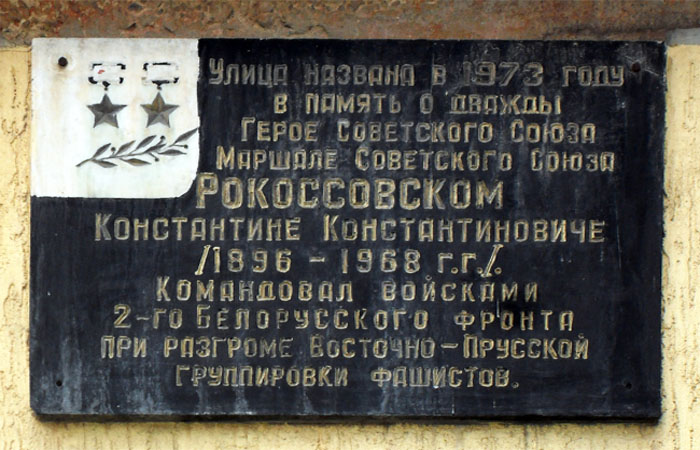 Улица названа в 1973 году
в память о дважды
Герое Советского Союза
Маршале Советского Союза
Рокоссовском
Константине Константиновиче
/1896 – 1968 г.г./.
Командовал войсками
2-го Белорусского фронта
при разгроме Восточно-Прусской
группировки фашистов.